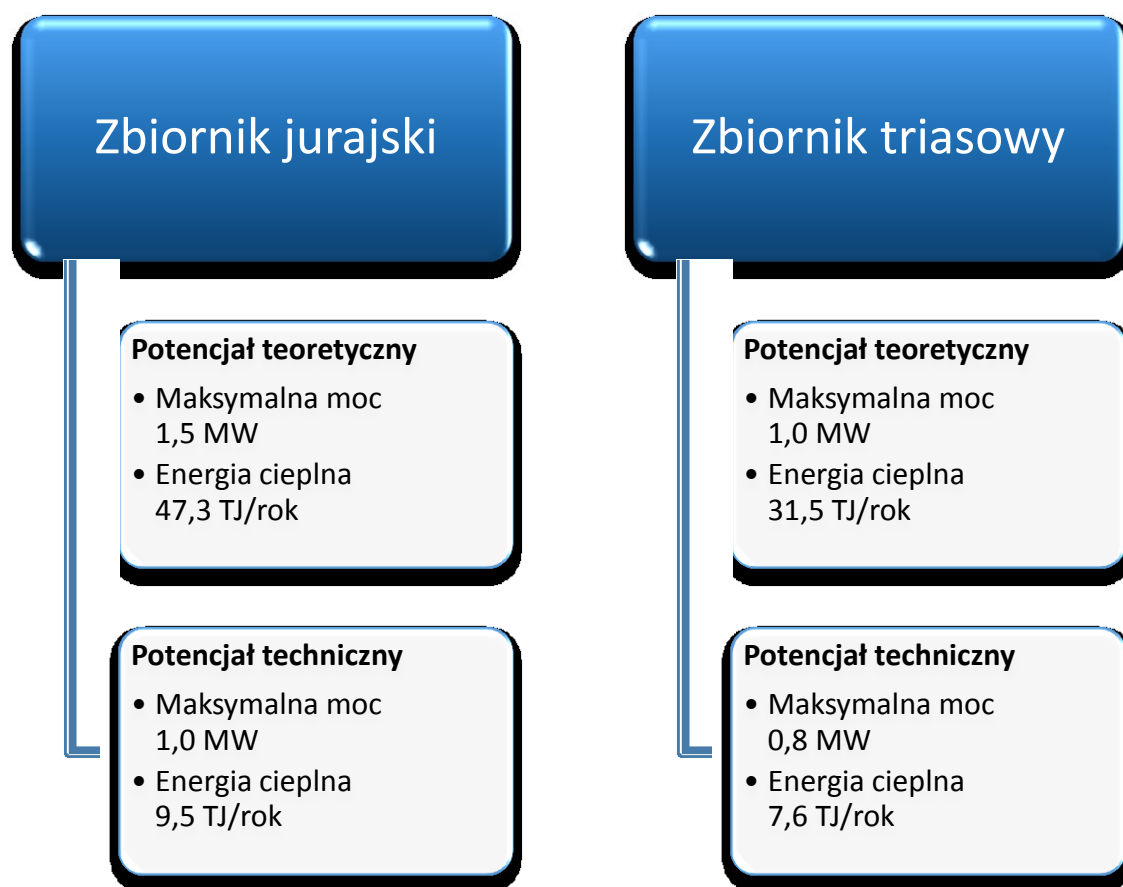 Zbiornik jurajski
Potencjał teoretyczny
• Maksymalna moc
1,5 MW
• Energia cieplna
47,3 TJ/rok
Potencjał techniczny
• Maksymalna moc
1,0 MW
• Energia cieplna
9,5 TJ/rok
Zbiornik triasowy
Potencjał teoretyczny
• Maksymalna moc
1,0 MW
• Energia cieplna
31,5 TJ/rok
Potencjał techniczny
• Maksymalna moc
0,8 MW
• Energia cieplna
7,6 TJ/rok